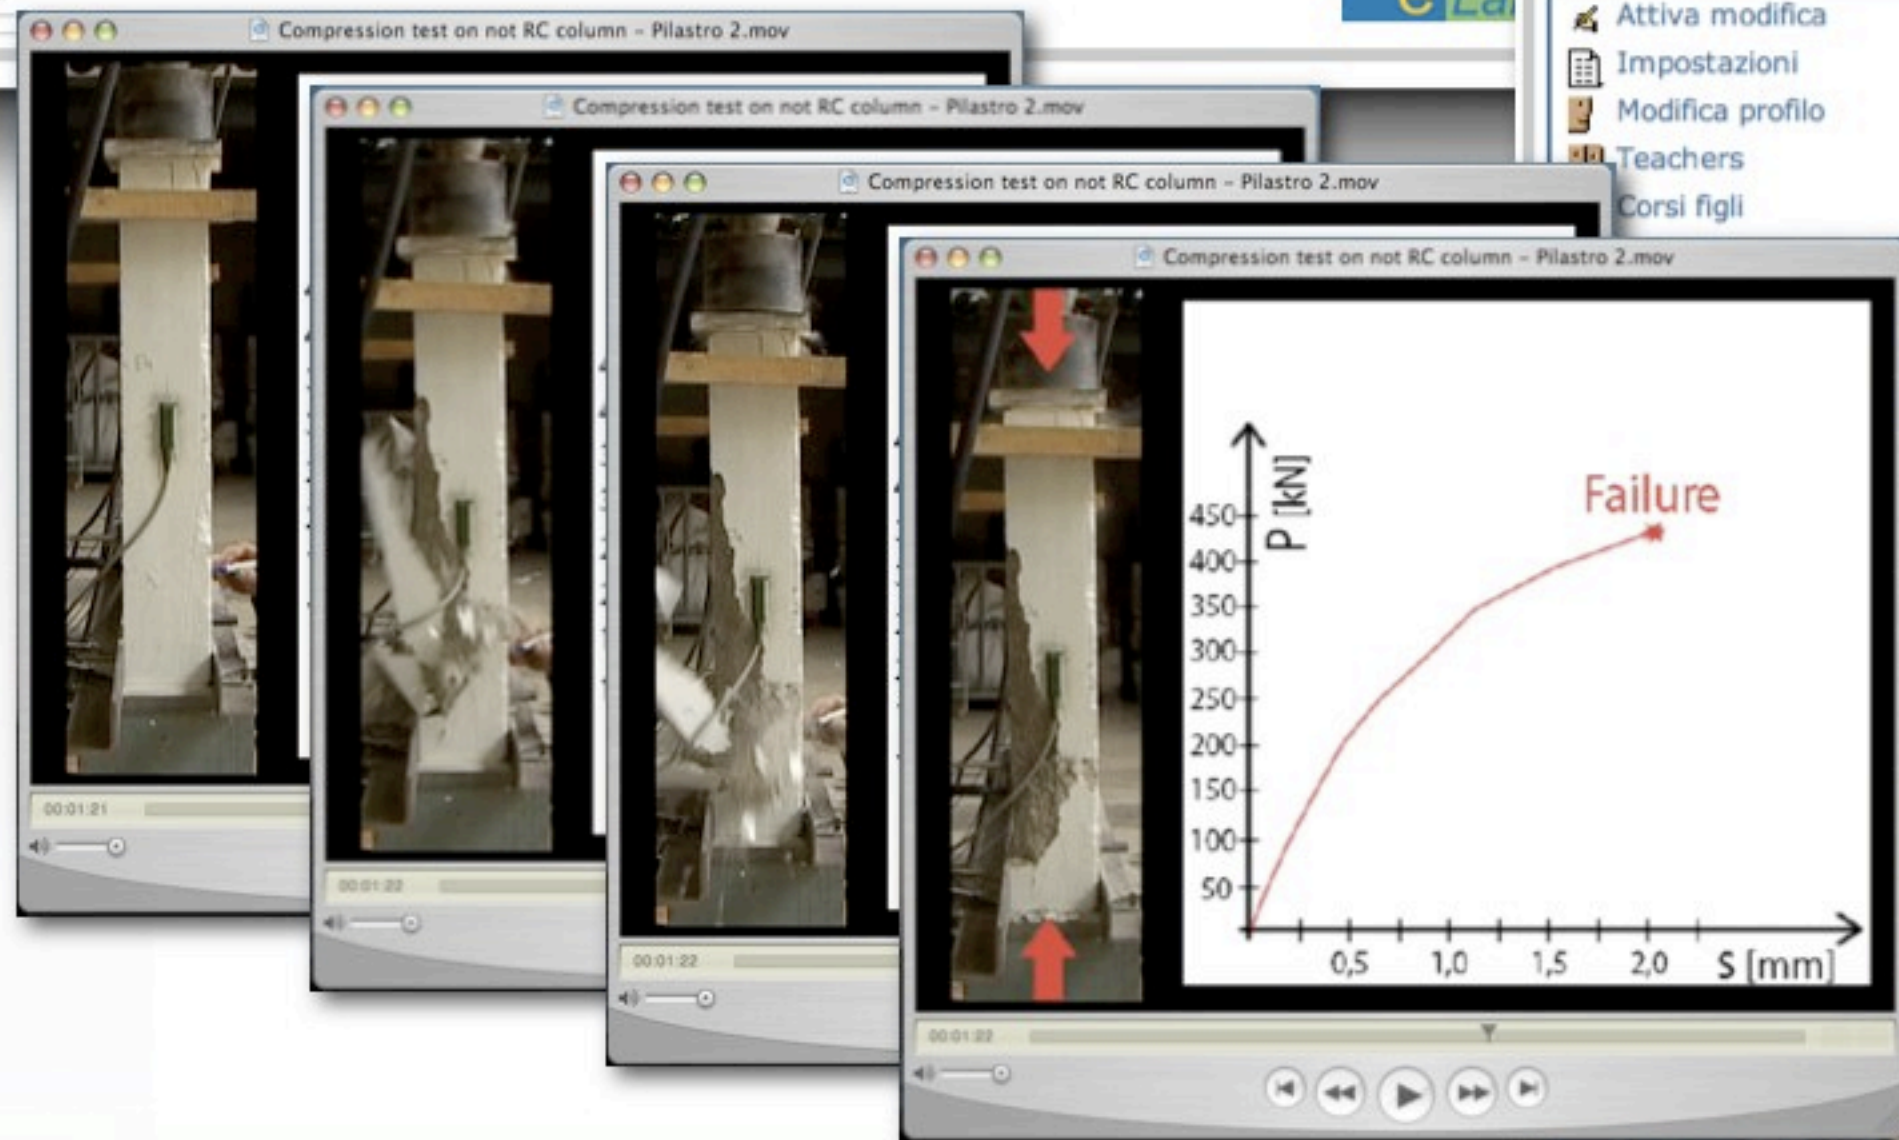 Compression test on not RC column – Pilastro 2.mov
00:01:21
Compression test on not RC column – Pilastro 2.mov
00:01:22
Compression test on not RC column – Pilastro 2.mov
00:01:22
Compression test on not RC column – Pilastro 2.mov
Failure
P [kN]
450
400
350
300
250
200
150
100
50
0,5 1,0 1,5 2,0 S [mm]
00:01:22
Attiva modifica
Impostazioni
Modifica profilo
Teachers
Corsi figli